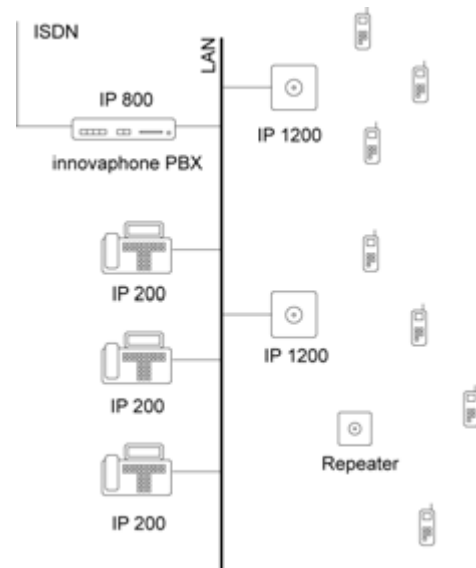 ISDN
LAN
IP 800
innovaphone PBX
IP 1200
IP 200
IP 1200
IP 200
Repeater
IP 200